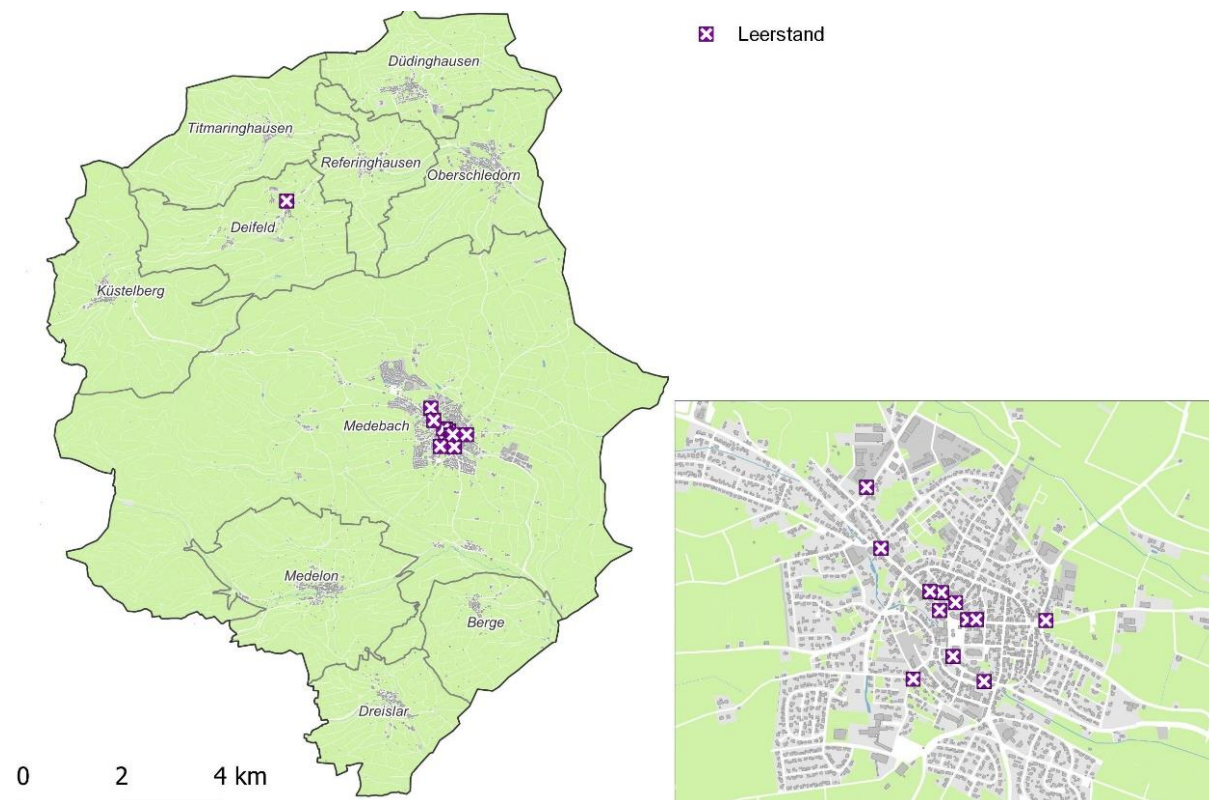 Leerstand
Düdinghausen
Titmaringhausen
Referinghausen
Oberschledorn
Deifeld
Küstelberg
Medebach
Medelon
Berge
Dreislar
0 2 4 km